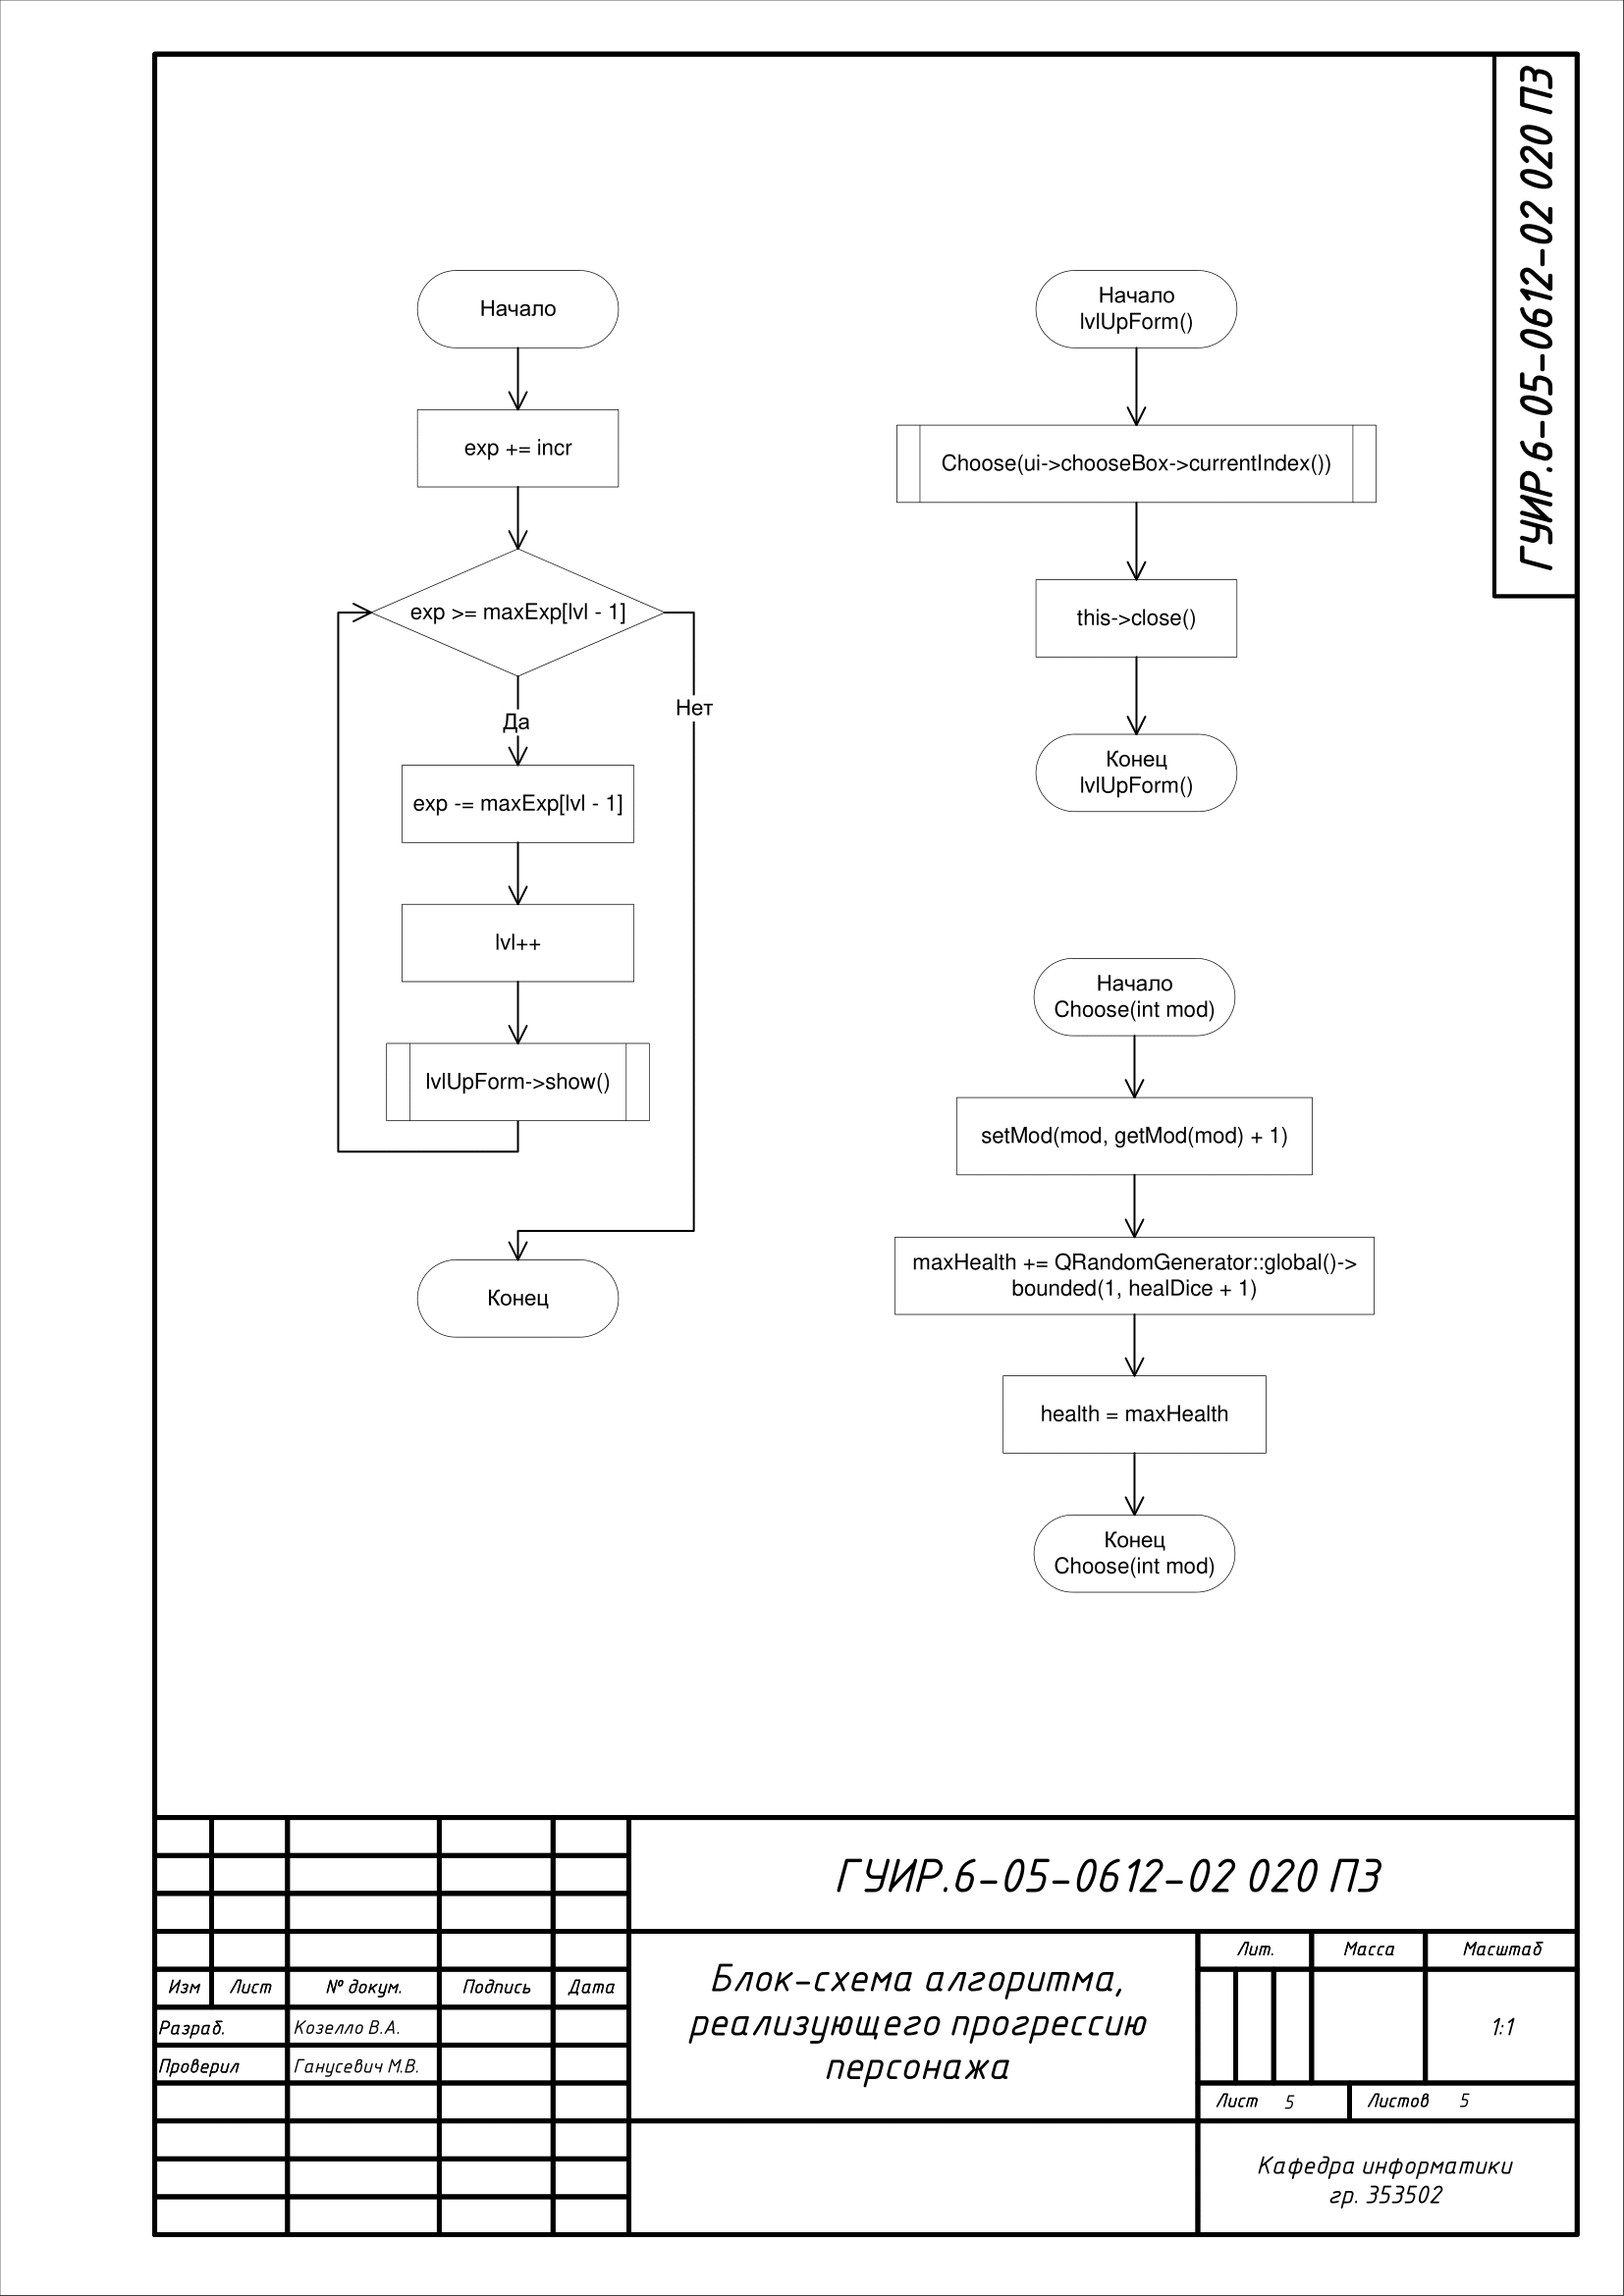 ГУИР.6-05-0612-02 020 ПЗ
Начало
exp += incr
exp >= maxExp[lvl - 1]
Да
Нет
exp -= maxExp[lvl - 1]
lvl++
lvlUpForm->show()
Конец
Начало
lvlUpForm()
Choose(ui->chooseBox->currentIndex())
this->close()
Конец
lvlUpForm()
Начало
Choose(int mod)
setMod(mod, getMod(mod) + 1)
maxHealth += QRandomGenerator::global()->
bounded(1, healDice + 1)
health = maxHealth
Конец
Choose(int mod)
ГУИР.6-05-0612-02 020 ПЗ
Изм Лист № докум. Подпись Дата
Разраб. Козелло В.А.
Проверил Ганусевич М.В.
Блок-схема алгоритма,
реализующего прогрессию
персонажа
Лит. Масса Масштаб
1:1
Лист 5 Листов 5
Кафедра информатики
гр. 353502